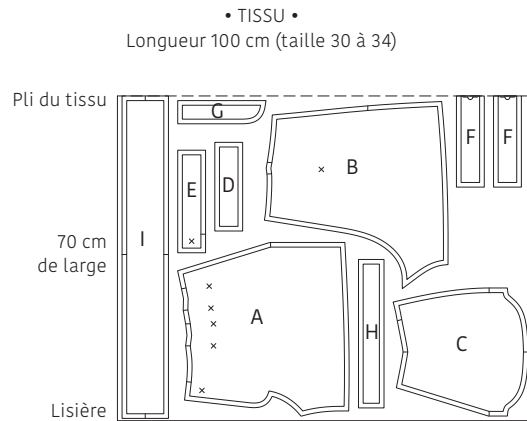 • TISSU •
Longueur 100 cm (taille 30 à 34)
Pli du tissu
G
F
F
B
E
D
I
70 cm
de large
A
H
C
Lisière